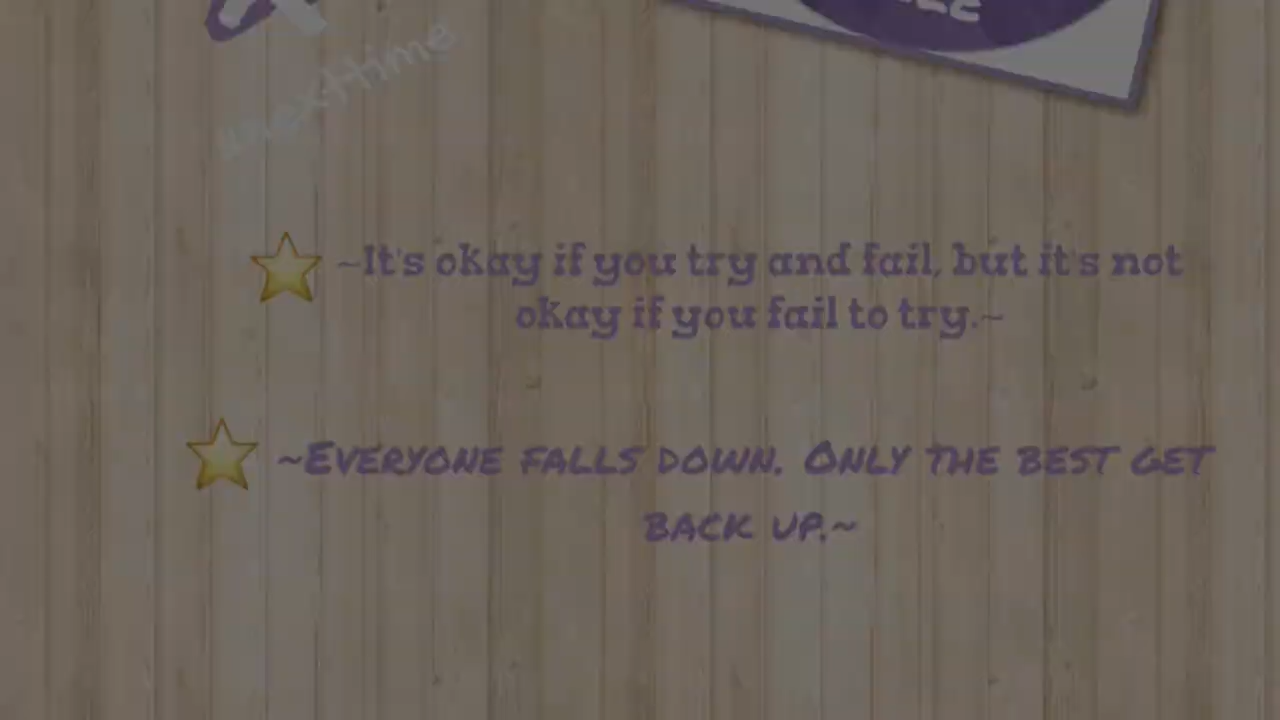 ~It's okay if you try and fail, but it's not
okay if you fail to try.~
~EVERYONE FALLS DOWN. ONLY THE BEST GET
BACK UP.~